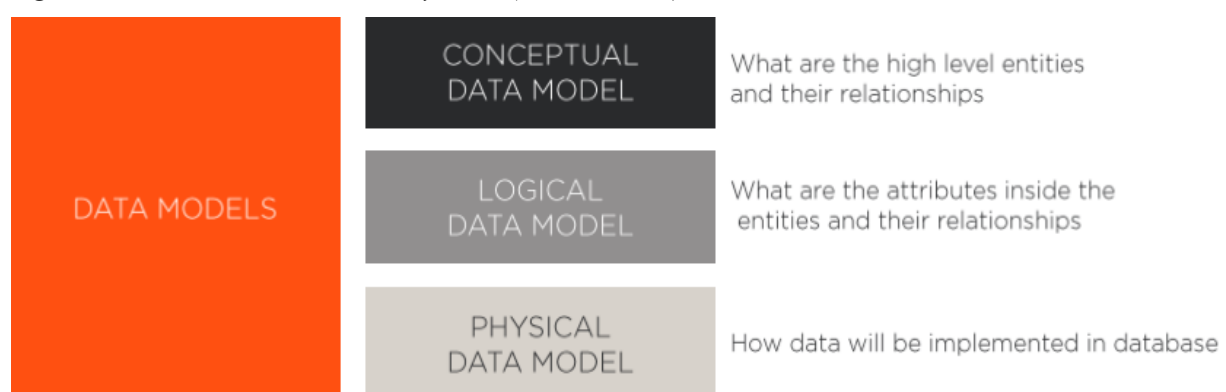 DATA MODELS
CONCEPTUAL
DATA MODEL
What are the high level entities
and their relationships
LOGICAL
DATA MODEL
What are the attributes inside the
entities and their relationships
PHYSICAL
DATA MODEL
How data will be implemented in database